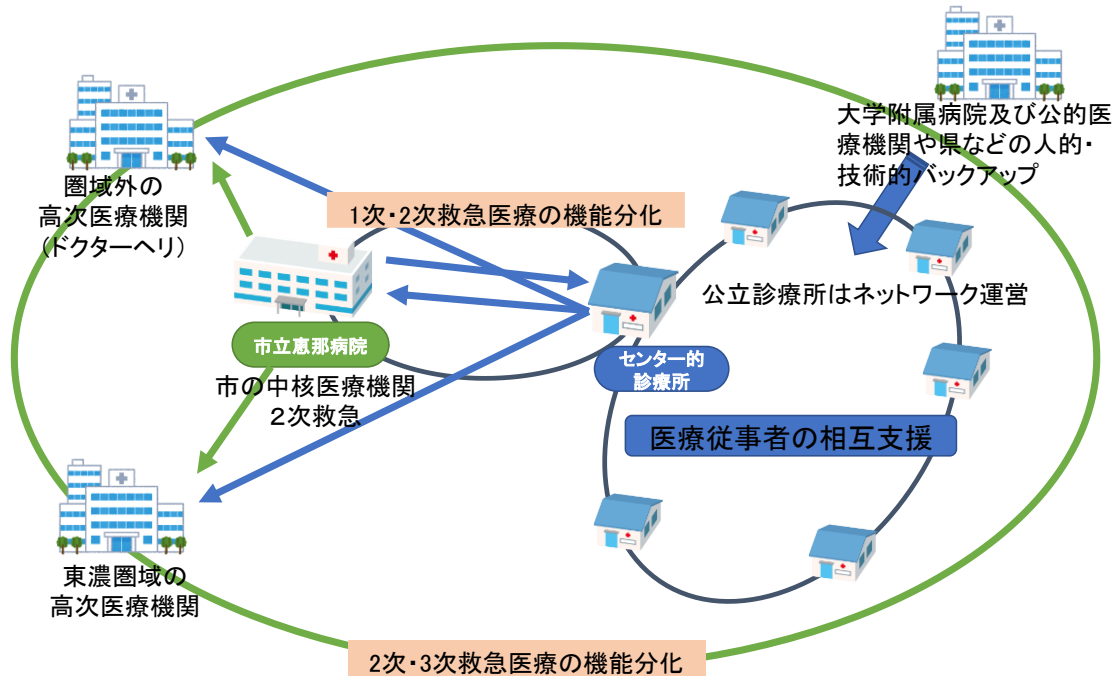 大学附属病院及び公的医
療機関や県などの人的・
技術的バックアップ
圏域外の
高次医療機関
(ドクターヘリ)
1次・2次救急医療の機能分化
公立診療所はネットワーク運営
市立恵那病院
市の中核医療機関
２次救急
センター的
診療所
医療従事者の相互支援
東濃圏域の
高次医療機関
2次・3次救急医療の機能分化